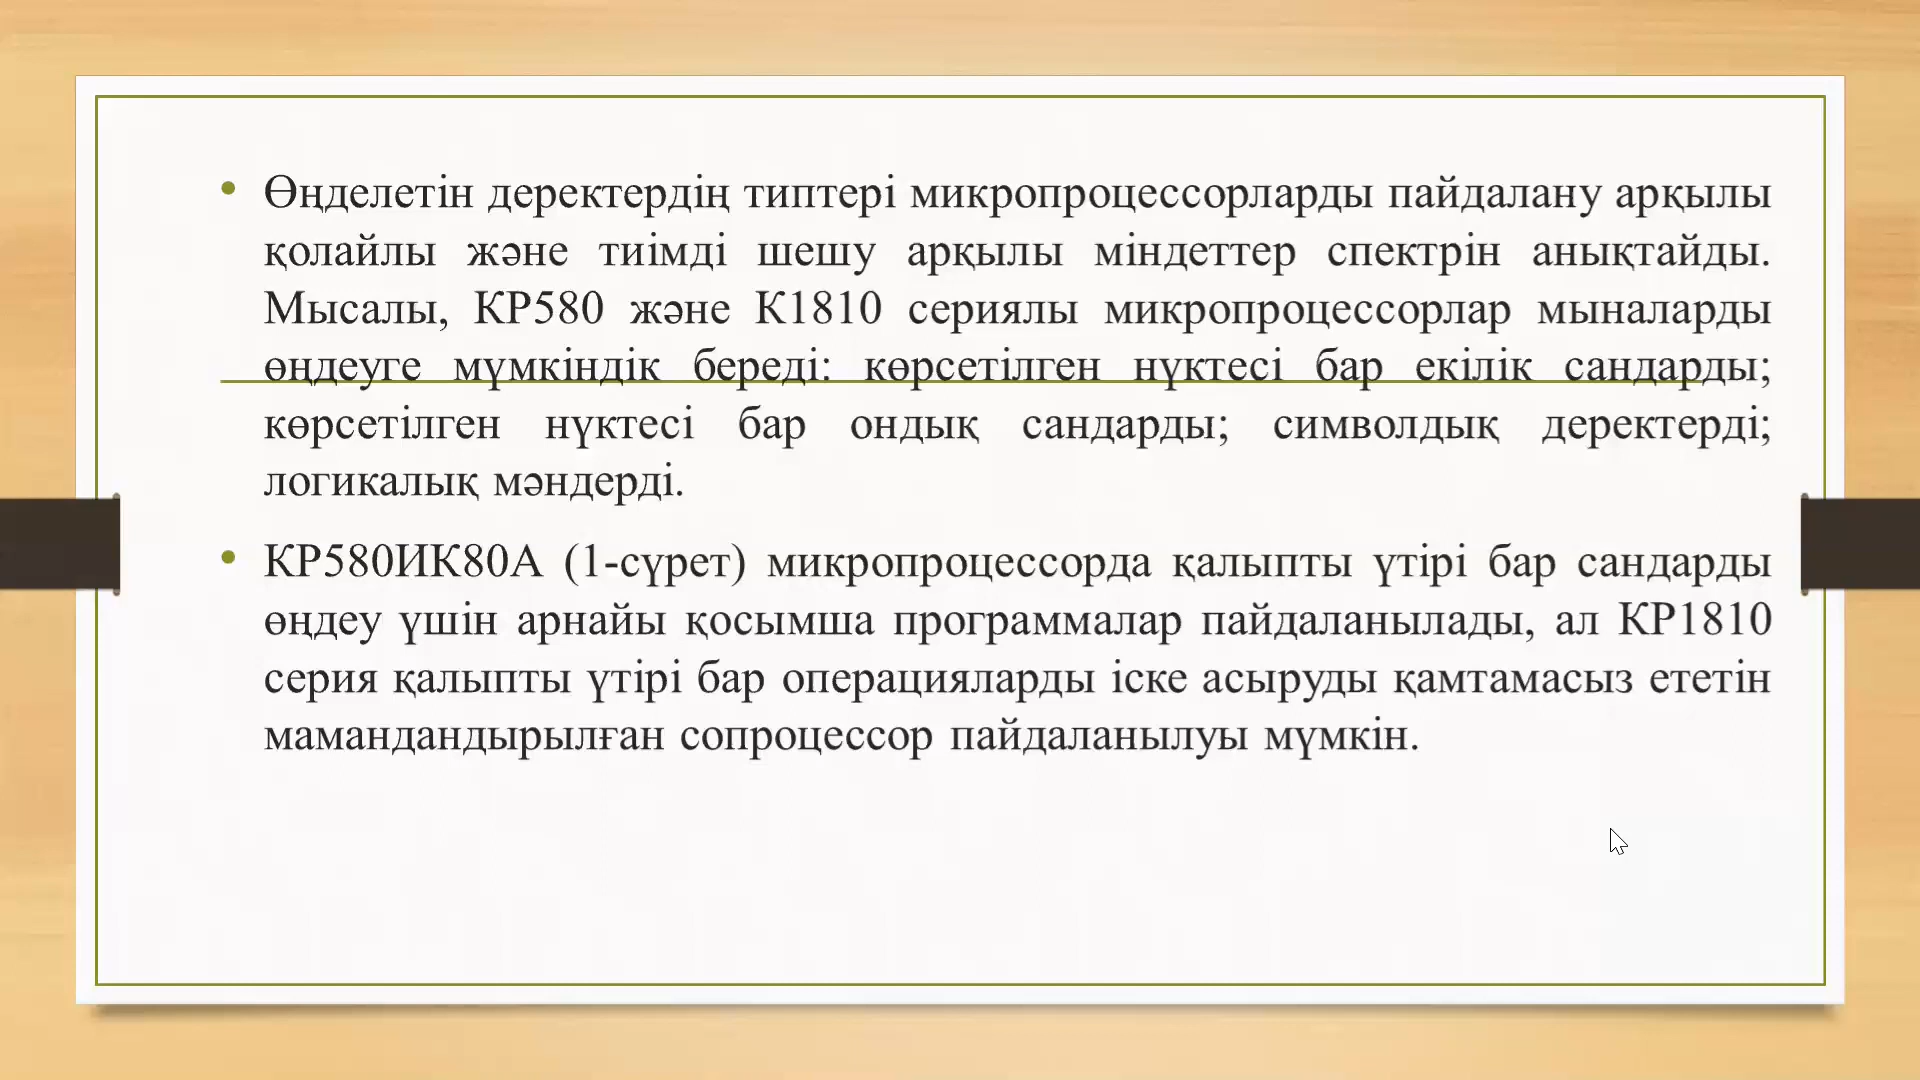 • Өңделетін деректердің типтері микропроцессорларды пайдалану арқылы
қолайлы және тиімді шешу арқылы міндеттер спектрін анықтайды.
Мысалы, КР580 және К1810 сериялы микропроцессорлар мыналарды
өңдеуге мүмкіндік береді: көрсетілген нүктесі бар екілік сандарды;
көрсетілген нүктесі бар ондық сандарды; символдық деректерді;
логикалық мәндерді.
• КР580ИК80А (1-сүрет) микропроцессорда қалыпты үтірі бар сандарды
өңдеу үшін арнайы қосымша программалар пайдаланылады, ал КР1810
серия қалыпты үтірі бар операцияларды іске асыруды қамтамасыз ететін
мамандандырылған сопроцессор пайдаланылуы мүмкін.